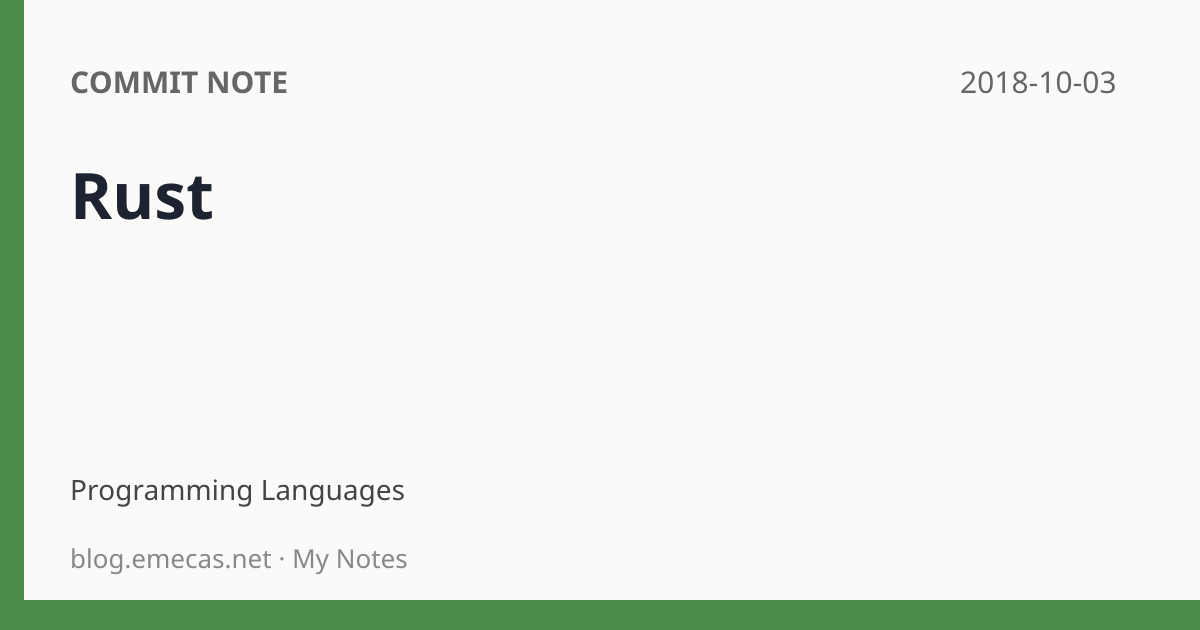 COMMIT NOTE
2018-10-03
Rust
Programming Languages
blog.emecas.net · My Notes